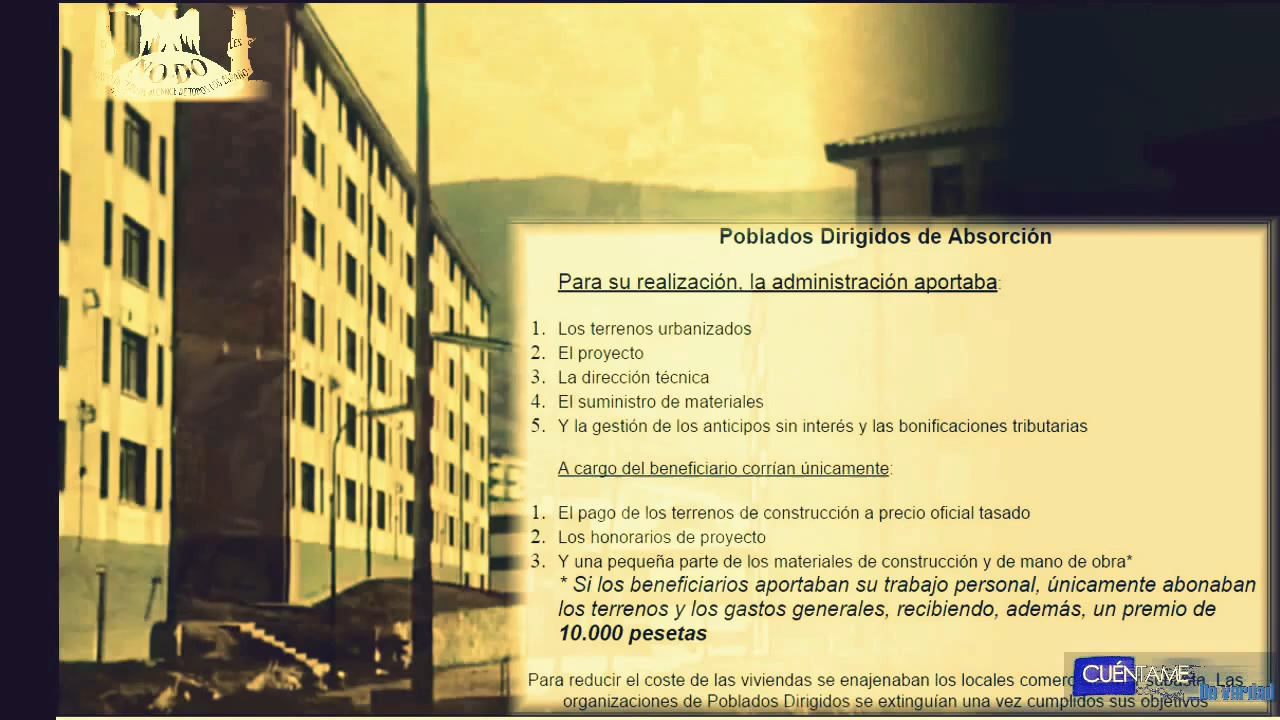 NO-DO
Poblados Dirigidos de Absorción
Para su realización, la administración aportaba:
1. Los terrenos urbanizados
2. El proyecto
3. La dirección técnica
4. El suministro de materiales
5. Y la gestión de los anticipos sin interés y las bonificaciones tributarias
A cargo del beneficiario corrían únicamente:
1. El pago de los terrenos de construcción a precio oficial tasado
2. Los honorarios de proyecto
3. Y una pequeña parte de los materiales de construcción y de mano de obra*
* Si los beneficiarios aportaban su trabajo personal, únicamente abonaban
los terrenos y los gastos generales, recibiendo, además, un premio de
10.000 pesetas
Para reducir el coste de las viviendas se enajenaban los locales Las
organizaciones de Poblados Dirigidos se extinguían una vez cumplidos sus objetivos
CUÉNTAME
De verdad